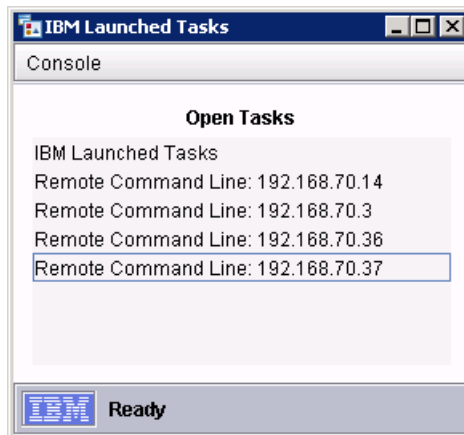 IBM Launched Tasks
Console
Open Tasks
IBM Launched Tasks
Remote Command Line: 192.168.70.14
Remote Command Line: 192.168.70.3
Remote Command Line: 192.168.70.36
Remote Command Line: 192.168.70.37
IBM Ready